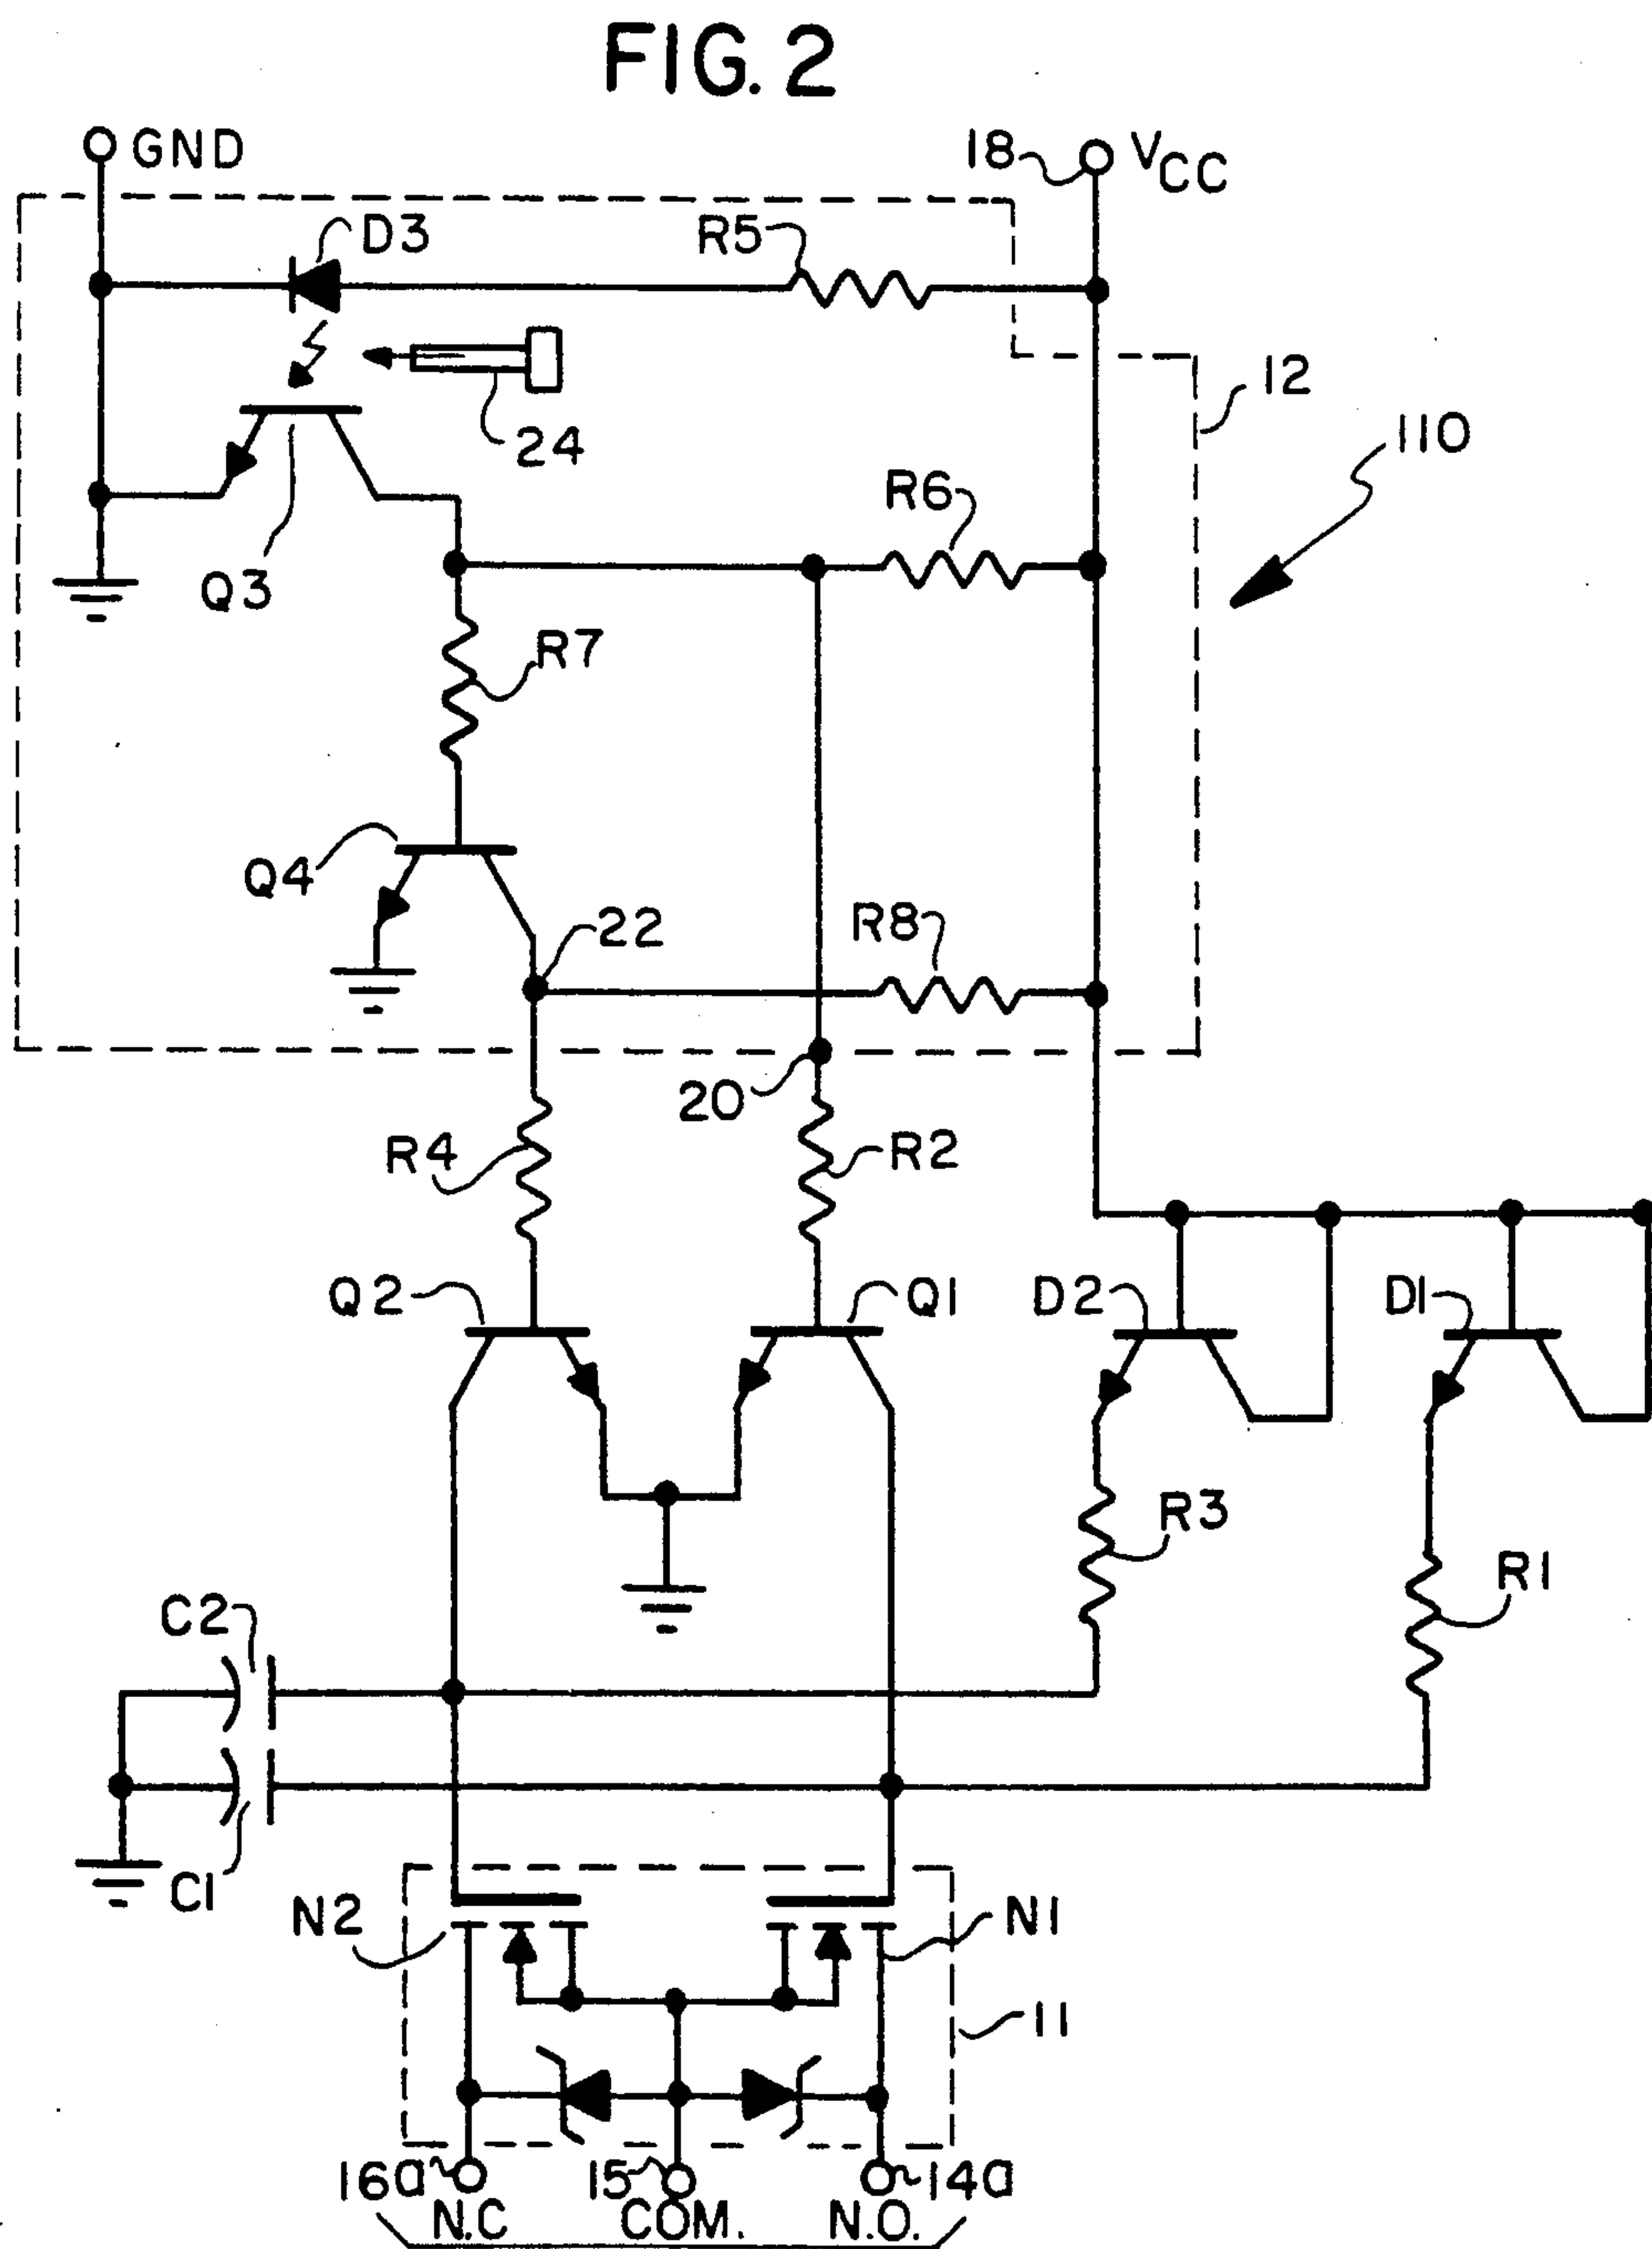 FIG. 2
GND
18 VCC
D3
R5
12
24
110
R6
Q3
R7
Q4
22
R8
20
R4
R2
Q2
Q1
D2
D1
R3
R1
C2
C1
N2
N1
11
16a
15
14a
N.C
COM.
N.O.